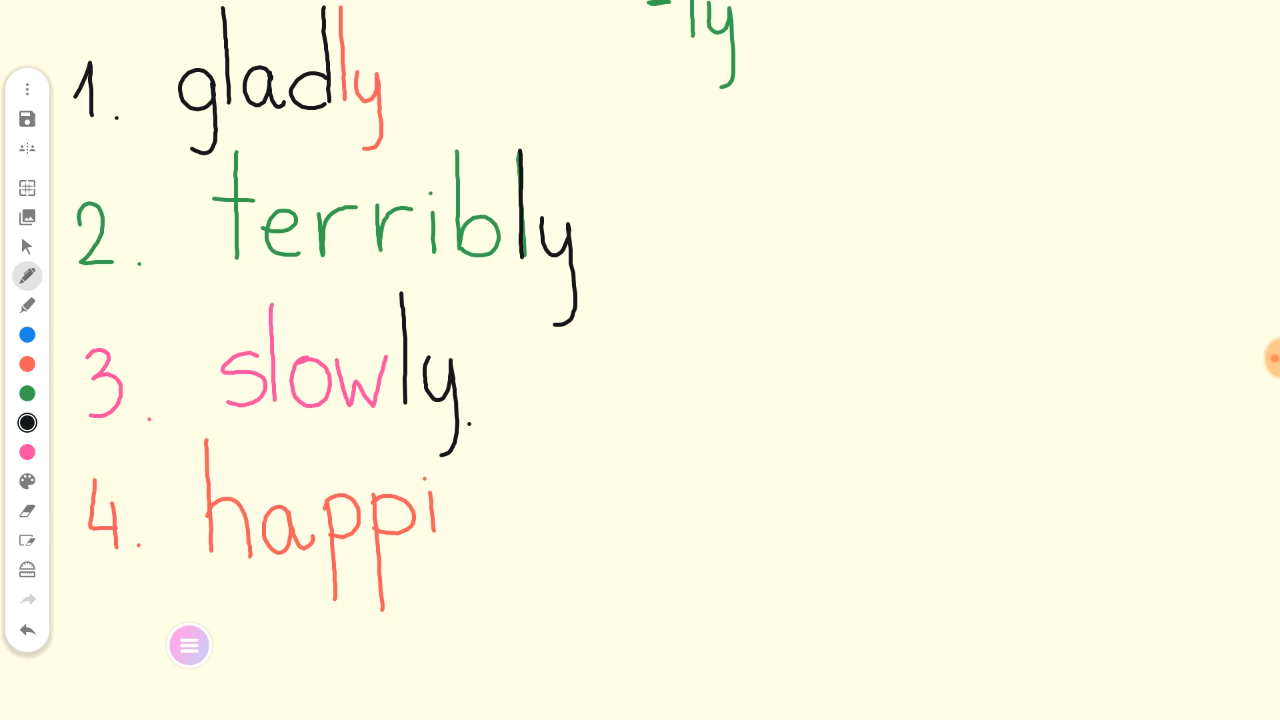 -ly
1. gladly
2. terribly
3. slowly.
4. happi